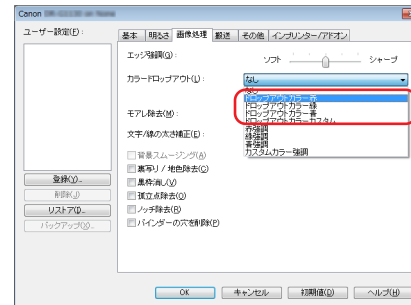 Canon DR-G1130 on None
ユーザー設定(F):
登録(Y)...
削除(J)
リストア(I)...
バックアップ(X)...
基本 明るさ 画像処理 搬送 その他 インプリンター/アドオン
エッジ強調(G): ソフト シャープ
カラードロップアウト(L): なし
なし
ドロップアウトカラー赤
ドロップアウトカラー緑
ドロップアウトカラー青
ドロップアウトカラーカスタム
赤強調
緑強調
青強調
カスタムカラー強調
モアレ除去(M):
文字/線の太さ補正(E):
背景スムージング(A)
裏写り / 地色除去(C)
黒枠消し(V)
孤立点除去(O)
ノッチ除去(R)
バインダーの穴を削除(P)
OK キャンセル 初期値(D) ヘルプ(H)